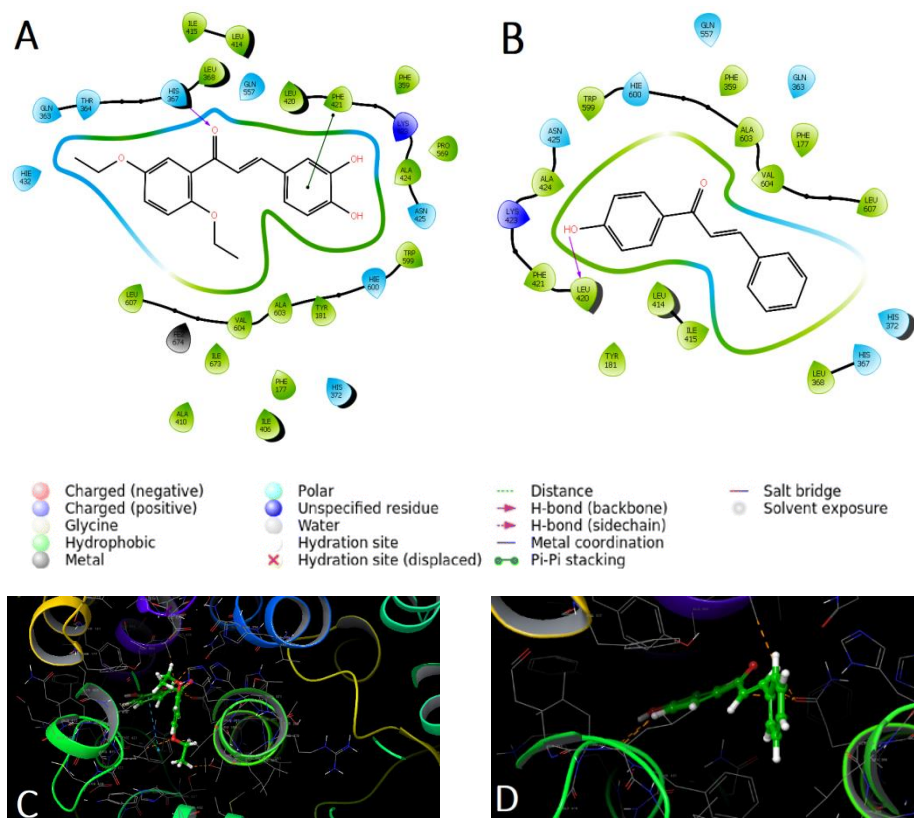 A
ILE
415
LEU
414
LEU
368
HIS
367
GLN
557
PHE
359
LEU
420
PHE
421
GLN
363
THR
364
LYS
PRO
569
ALA
424
ASN
425
HIE
432
O
O
O
OH
OH
TRP
599
HIE
600
LEU
607
VAL
604
ALA
603
TYR
181
674
ILE
673
PHE
177
HIS
372
ALA
410
ILE
406
B
GLN
557
HIE
600
PHE
359
GLN
363
TRP
599
ASN
425
ALA
603
PHE
177
ALA
424
VAL
604
LEU
607
LYS
423
HO
O
PHE
421
LEU
420
LEU
414
ILE
415
TYR
181
HIS
372
HIS
367
LEU
368
Charged (negative)
Charged (positive)
Glycine
Hydrophobic
Metal
Polar
Unspecified residue
Water
Hydration site
Hydration site (displaced)
Distance
H-bond (backbone)
H-bond (sidechain)
Metal coordination
Pi-Pi stacking
Salt bridge
Solvent exposure
C
D